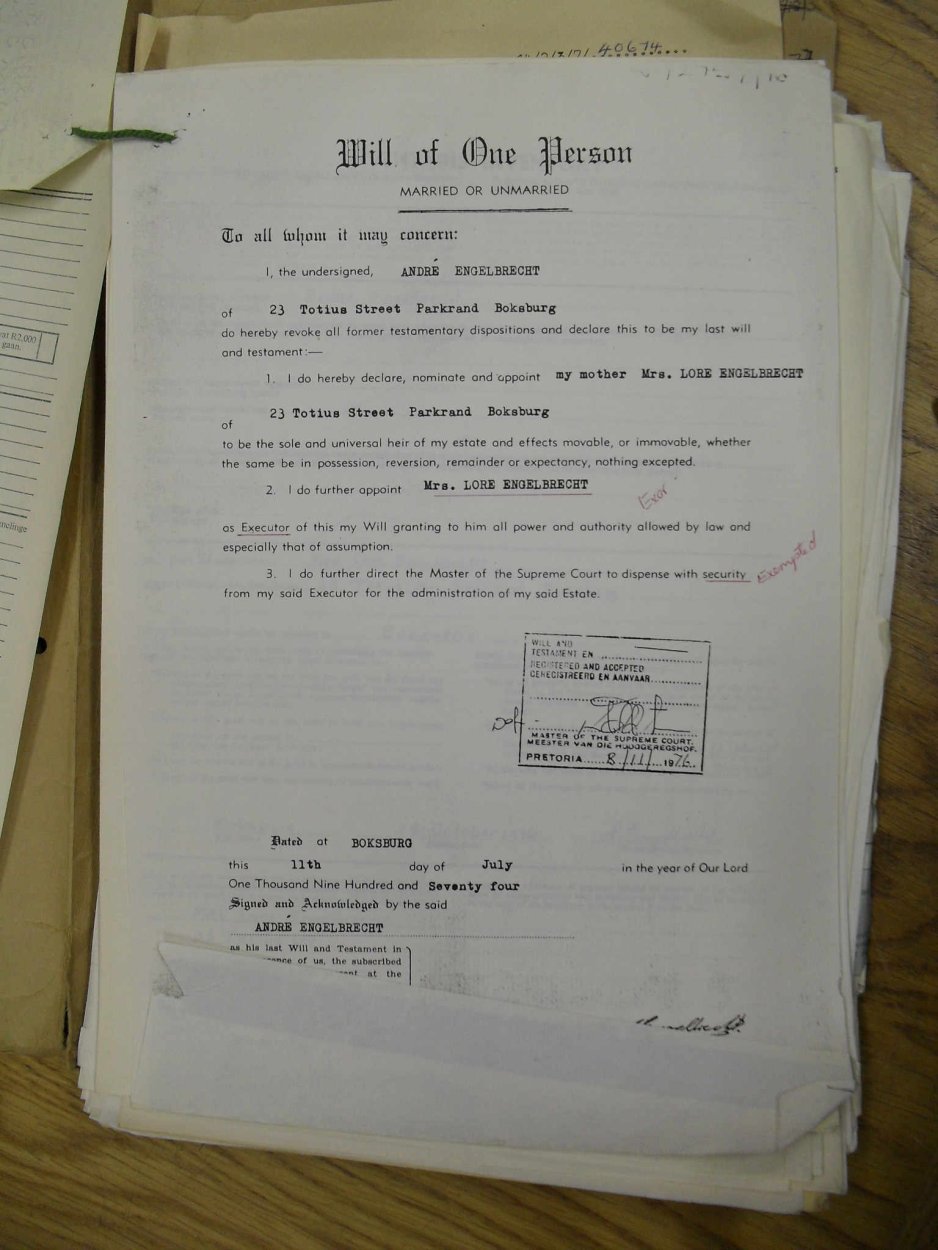 40674
Will of One Person
MARRIED OR UNMARRIED
To all whom it may concern:
I, the undersigned, ANDRÉ ENGELBRECHT
of 23 Totius Street Parkrand Boksburg
do hereby revoke all former testamentary dispositions and declare this to be my last will
and testament:—
1. I do hereby declare, nominate and appoint my mother Mrs. LORE ENGELBRECHT
of 23 Totius Street Parkrand Boksburg
to be the sole and universal heir of my estate and effects movable, or immovable, whether
the same be in possession, reversion, remainder or expectancy, nothing excepted.
2. I do further appoint Mrs. LORE ENGELBRECHT
Exor
as Executor of this my Will granting to him all power and authority allowed by law and
especially that of assumption.
3. I do further direct the Master of the Supreme Court to dispense with security Exempted
from my said Executor for the administration of my said Estate.
WILL AND
TESTAMENT EN
REGISTERED AND ACCEPTED
GEREGISTREERD EN AANVAAR
MASTER OF THE SUPREME COURT.
MEESTER VAN DIE HOOGGEREGSHOF.
PRETORIA 8/11/1976
Dated at BOKSBURG
this 11th day of July in the year of Our Lord
One Thousand Nine Hundred and Seventy four
Signed and Acknowledged by the said
ANDRÉ ENGELBRECHT
as his last Will and Testament in
of us, the subscribed
at the
R2,000
gaan.